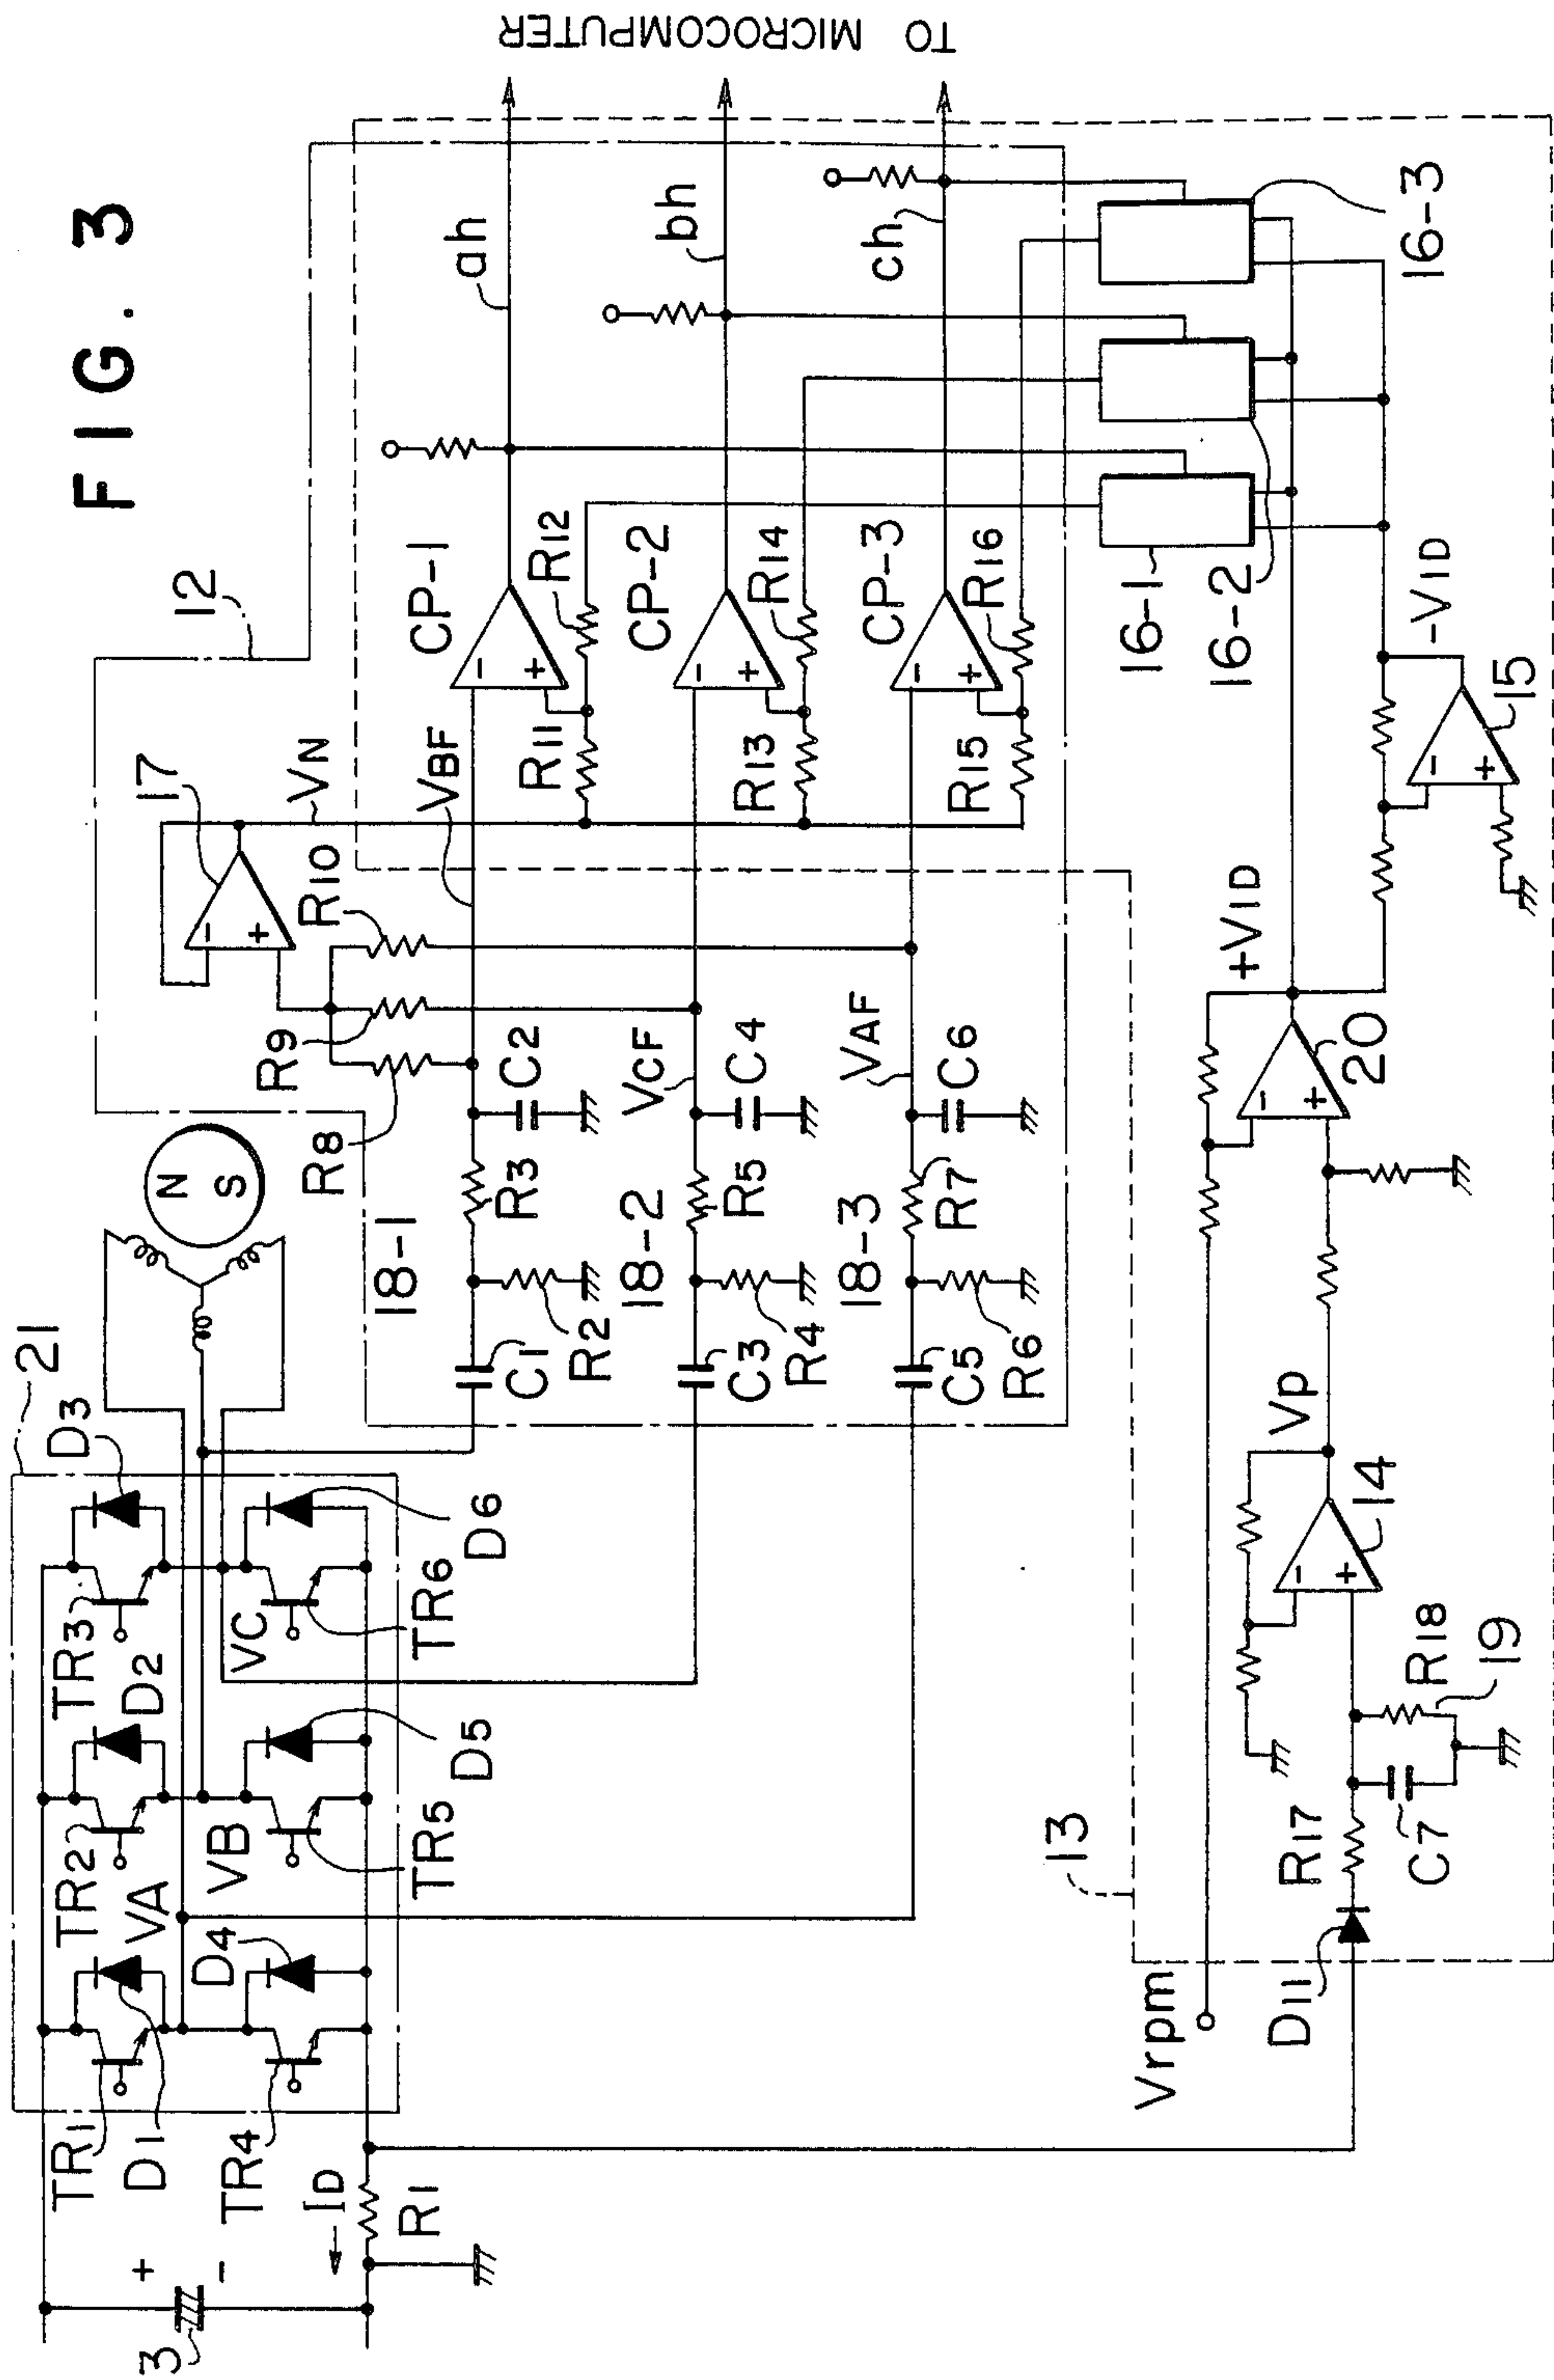 FIG. 3
TO MICROCOMPUTER
12
17
VN
VBF
CP-1
ah
R11
R12
CP-2
bh
R13
R14
CP-3
ch
R15
R16
16-1
16-2
16-3
R10
R9
R8
N
S
18-1
C1
R2
R3
C2
18-2
C3
R4
R5
VCF
C4
18-3
C5
R6
R7
VAF
C6
21
D3
TR3
D2
TR2
VA
VB
VC
D6
TR6
D5
TR5
D4
TR1
D1
TR4
ID
R1
3
+
-
13
Vrpm
D11
R17
C7
R18
19
14
Vp
20
+VID
15
-VID
-
+
-
+
-
+
-
+
-
+
-
+
-
+